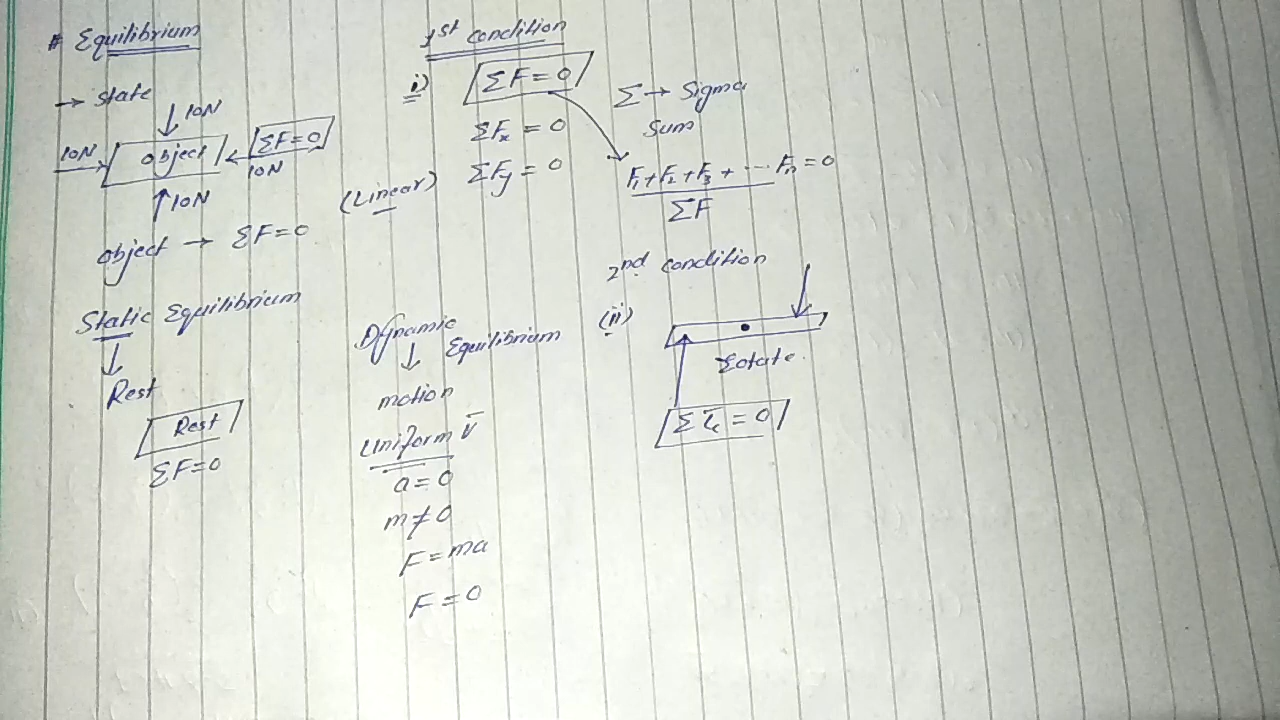 # Equilibrium
→ state
↓ 10N
10N → object ← 10N
ΣF=0
↑ 10N
object → ΣF=0
Static Equilibrium
↓
Rest
Rest
ΣF=0
1st condition
i) ΣF=0
ΣFx = 0
ΣFy = 0
(Linear)
Σ → Sigma
Sum
F1+F2+F3+ ---- Fn = 0
ΣF
Dynamic Equilibrium
↓
motion
Uniform v̄
a = 0
m ≠ 0
F = ma
F = 0
2nd condition
(ii)
rotate.